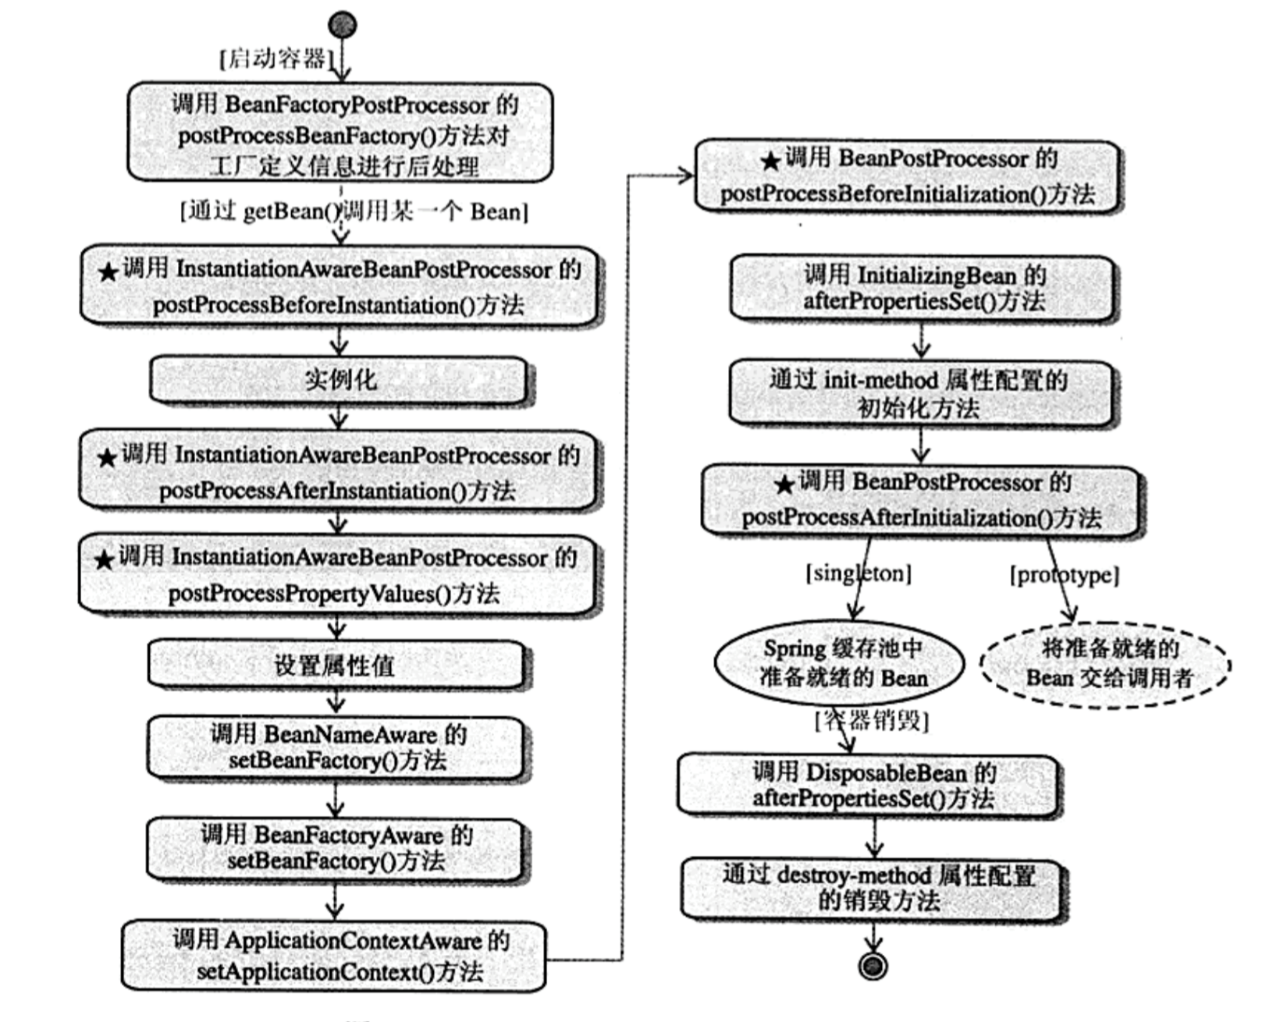 [启动容器]
调用 BeanFactoryPostProcessor 的
postProcessBeanFactory()方法对
工厂定义信息进行后处理
[通过 getBean()调用某一个 Bean]
★调用 InstantiationAwareBeanPostProcessor 的
postProcessBeforeInstantiation()方法
实例化
★调用 InstantiationAwareBeanPostProcessor 的
postProcessAfterInstantiation()方法
★调用 InstantiationAwareBeanPostProcessor 的
postProcessPropertyValues()方法
设置属性值
调用 BeanNameAware 的
setBeanFactory()方法
调用 BeanFactoryAware 的
setBeanFactory()方法
调用 ApplicationContextAware 的
setApplicationContext()方法
★调用 BeanPostProcessor 的
postProcessBeforeInitialization()方法
调用 InitializingBean 的
afterPropertiesSet()方法
通过 init-method 属性配置的
初始化方法
★调用 BeanPostProcessor 的
postProcessAfterInitialization()方法
[singleton]
[prototype]
Spring 缓存池中
准备就绪的 Bean
将准备就绪的
Bean 交给调用者
[容器销毁]
调用 DisposableBean 的
afterPropertiesSet()方法
通过 destroy-method 属性配置
的销毁方法